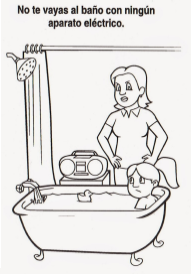 No te vayas al baño con ningún
aparato eléctrico.